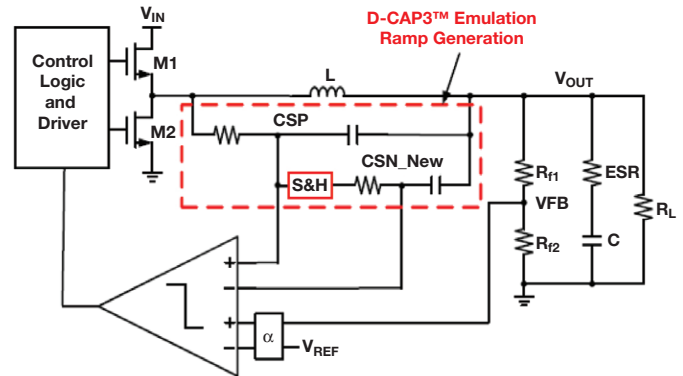 D-CAP3™ Emulation
Ramp Generation
VIN
Control
Logic
and
Driver
M1
M2
L
VOUT
CSP
CSN_New
S&H
Rf1
ESR
VFB
RL
Rf2
C
+
−
+
−
α
VREF